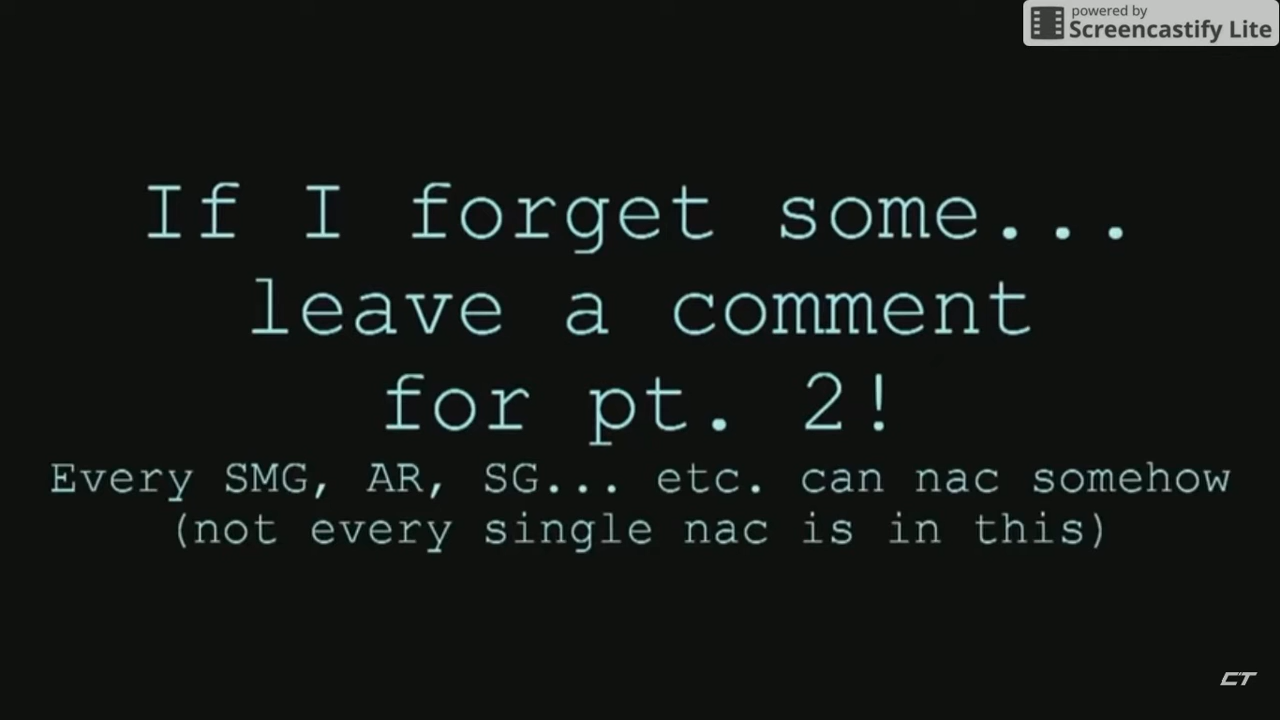 powered by
Screencastify Lite
If I forget some...
leave a comment
for pt. 2!
Every SMG, AR, SG... etc. can nac somehow
(not every single nac is in this)
CT